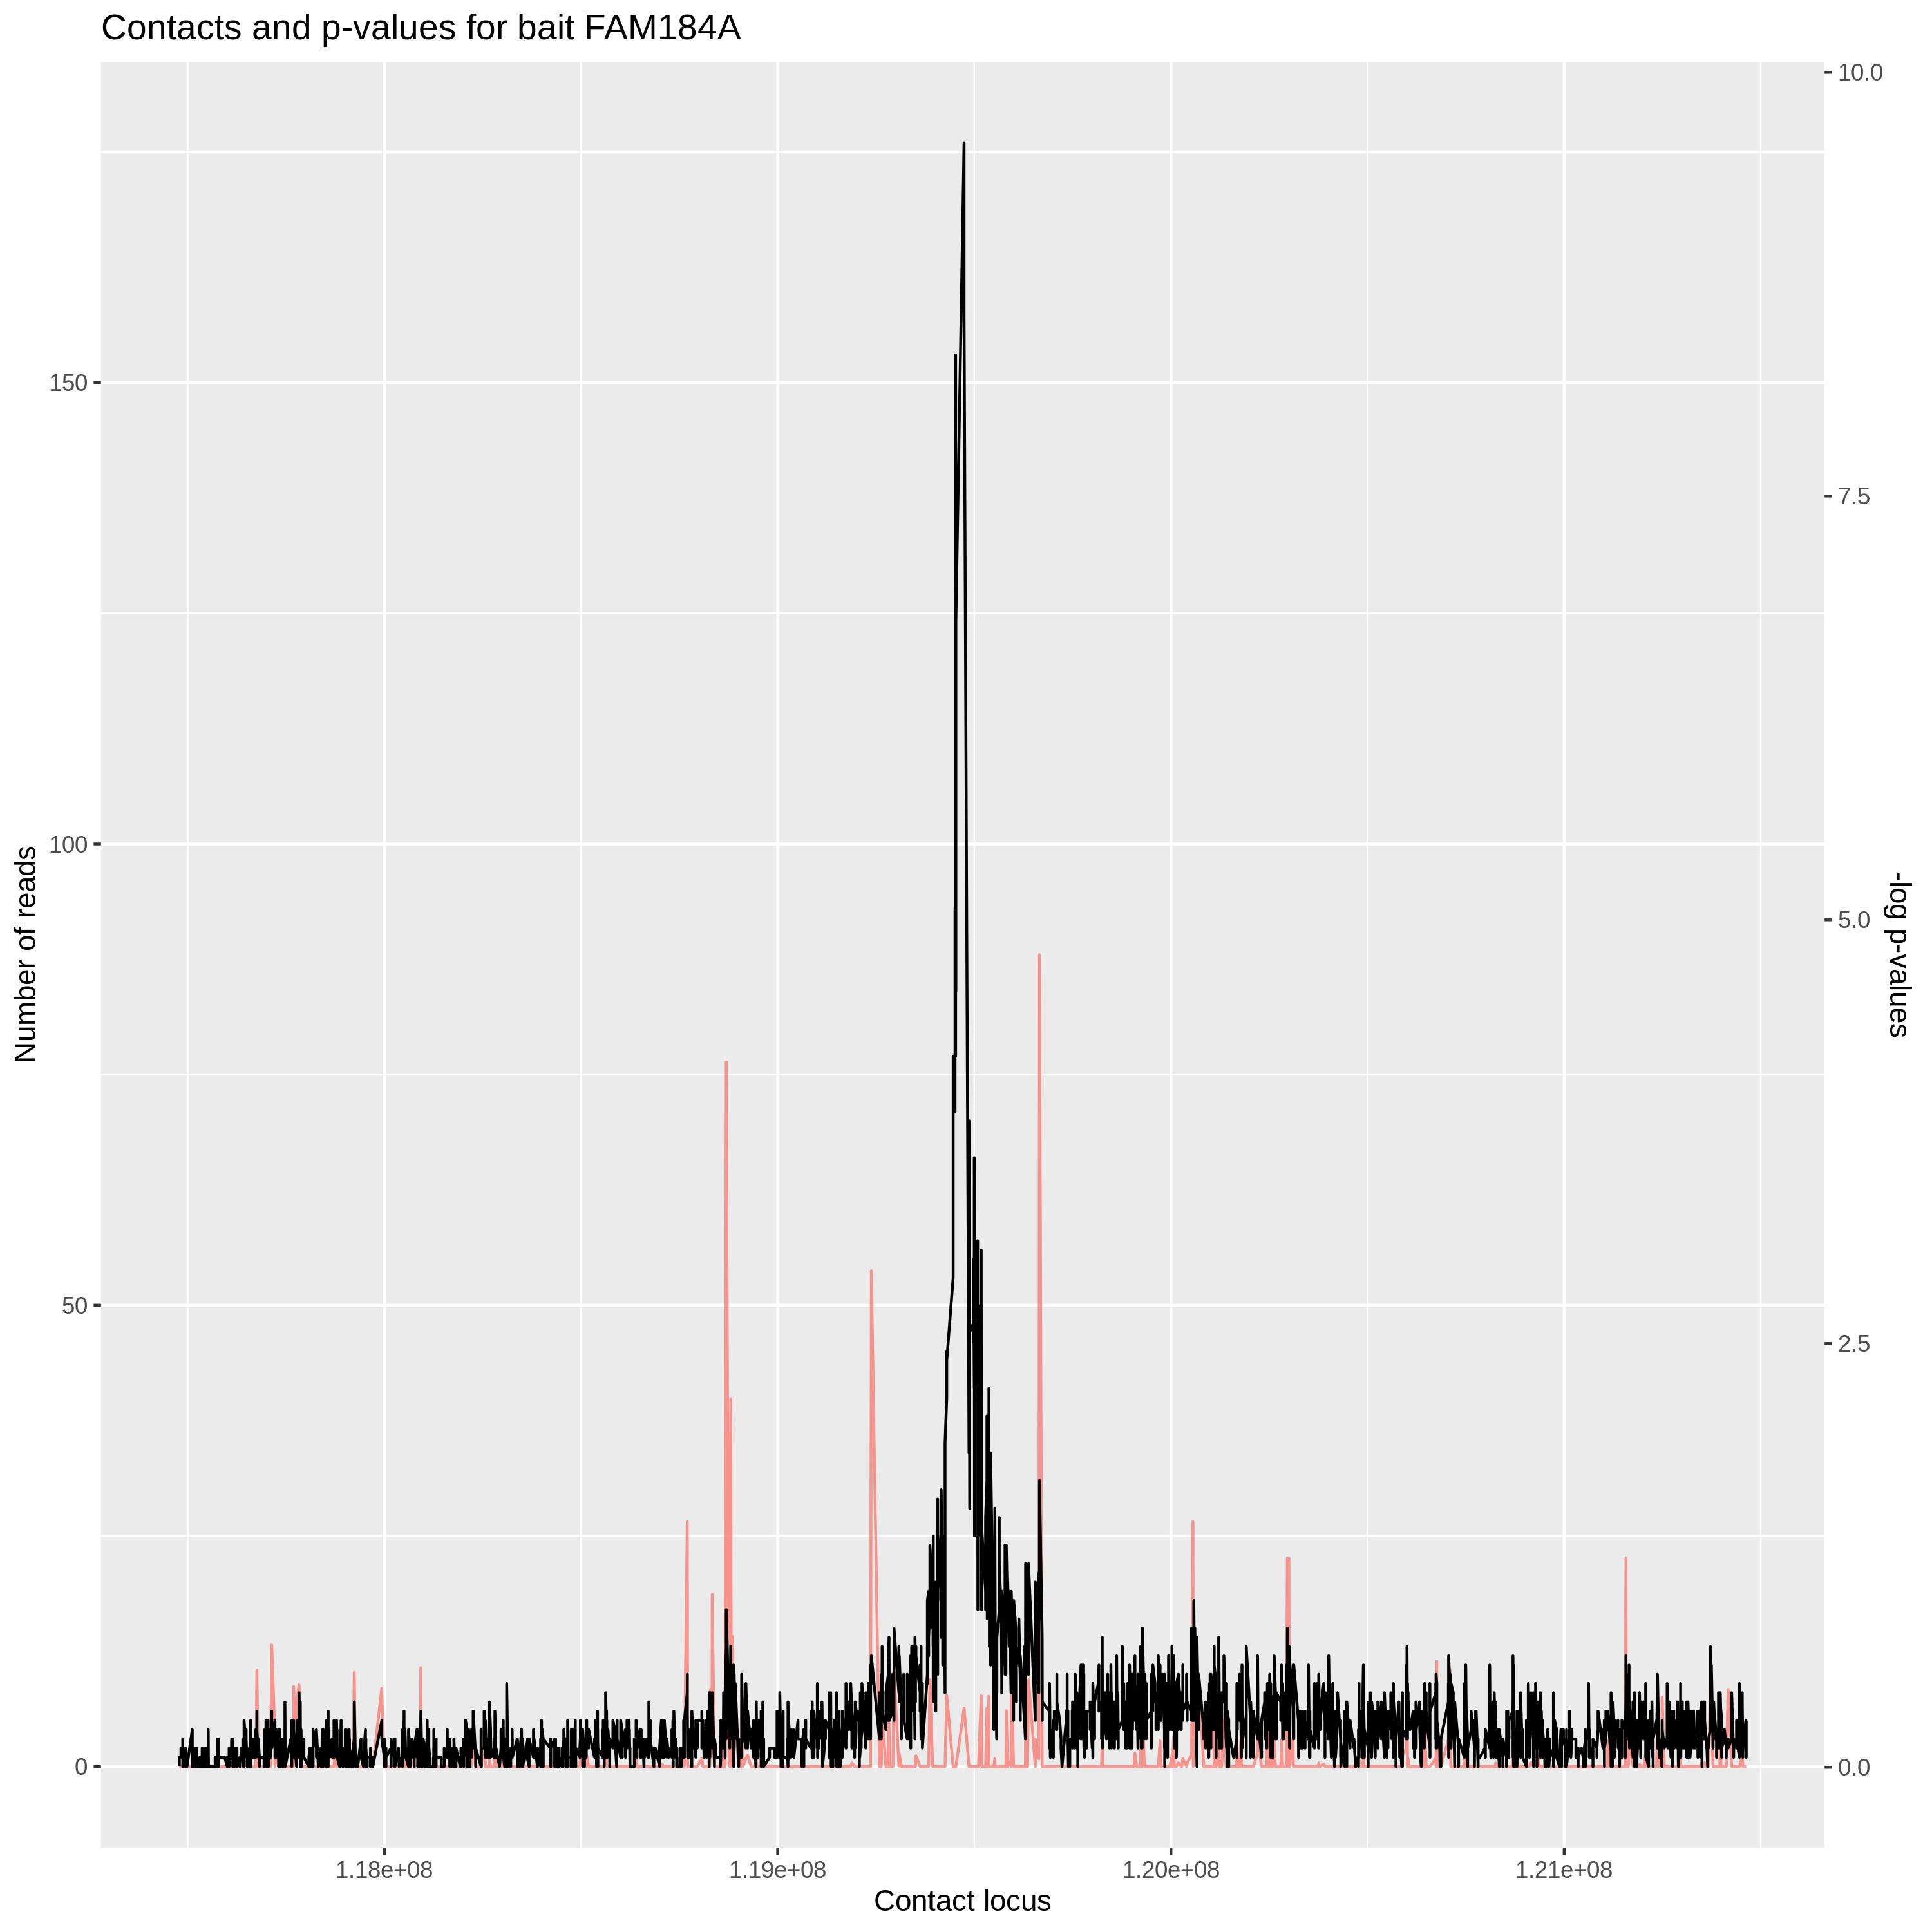 Contacts and p-values for bait FAM184A
10.0
150
7.5
100
5.0
Number of reads
-log p-values
50
2.5
0
0.0
1.18e+08
1.19e+08
1.20e+08
1.21e+08
Contact locus